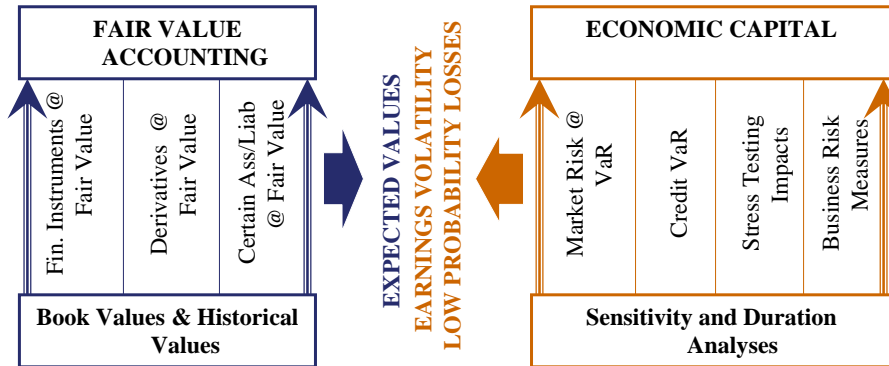 FAIR VALUE
ACCOUNTING
Fin. Instruments @
Fair Value
Derivatives @
Fair Value
Certain Ass/Liab
@ Fair Value
Book Values & Historical
Values
EXPECTED VALUES
EARNINGS VOLATILITY
LOW PROBABILITY LOSSES
ECONOMIC CAPITAL
Market Risk @
VaR
Credit VaR
Stress Testing
Impacts
Business Risk
Measures
Sensitivity and Duration
Analyses